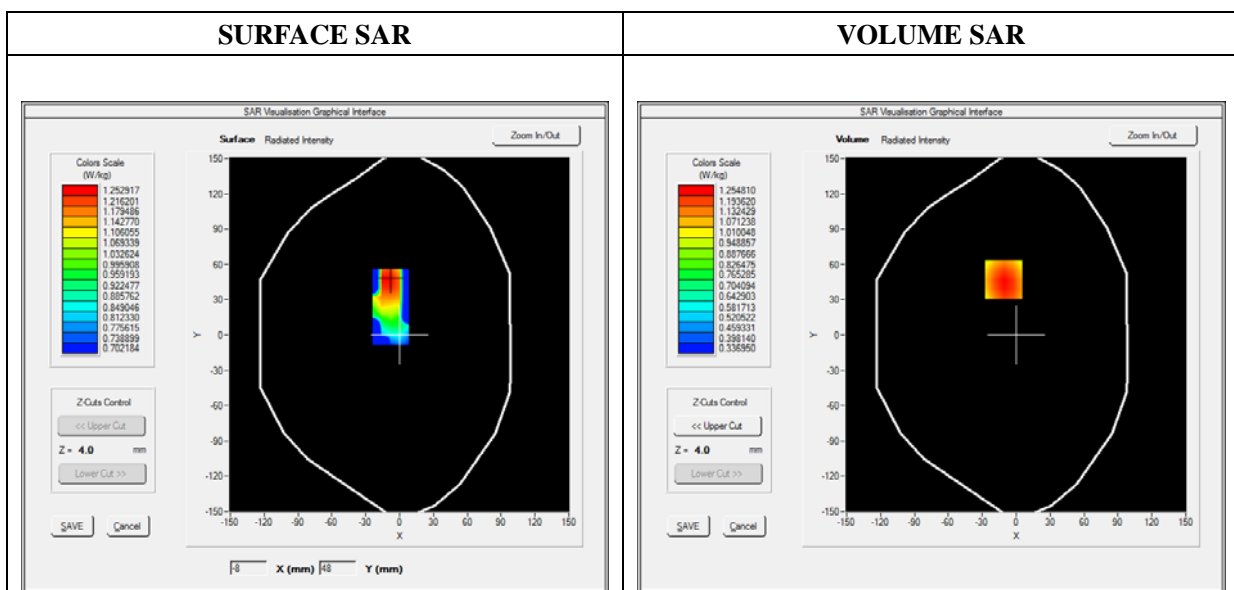 SURFACE SAR
VOLUME SAR
SAR Visualisation Graphical Interface
Surface Radiated Intensity
Zoom In/Out
Colors Scale
(W/kg)
1.252917
1.216201
1.179486
1.142770
1.106055
1.069339
1.032624
0.995908
0.959193
0.922477
0.885762
0.849046
0.812330
0.775615
0.738899
0.702184
Z-Cuts Control
<< Upper Cut
Z = 4.0 mm
Lower Cut >>
SAVE Cancel
150
120
90
60
30
0
-30
-60
-90
-120
-150
Y
-150 -120 -90 -60 -30 0 30 60 90 120 150
X
-8 X (mm) 48 Y (mm)
SAR Visualisation Graphical Interface
Volume Radiated Intensity
Zoom In/Out
Colors Scale
(W/kg)
1.254810
1.193620
1.132429
1.071238
1.010048
0.948857
0.887666
0.826475
0.765285
0.704094
0.642903
0.581713
0.520522
0.459331
0.398140
0.336950
Z-Cuts Control
<< Upper Cut
Z = 4.0 mm
Lower Cut >>
SAVE Cancel
150
120
90
60
30
0
-30
-60
-90
-120
-150
Y
-150 -120 -90 -60 -30 0 30 60 90 120 150
X